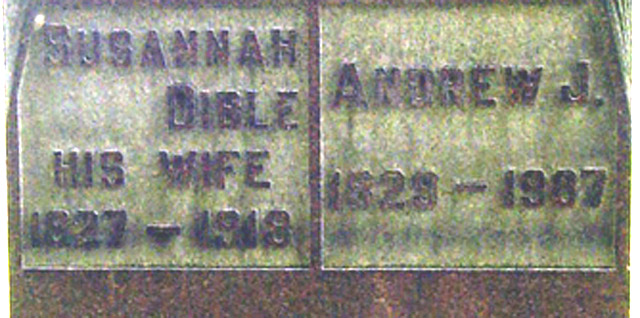 SUSANNAH
DIBLE
HIS WIFE
1827 - 1918
ANDREW J.
1829 - 1907